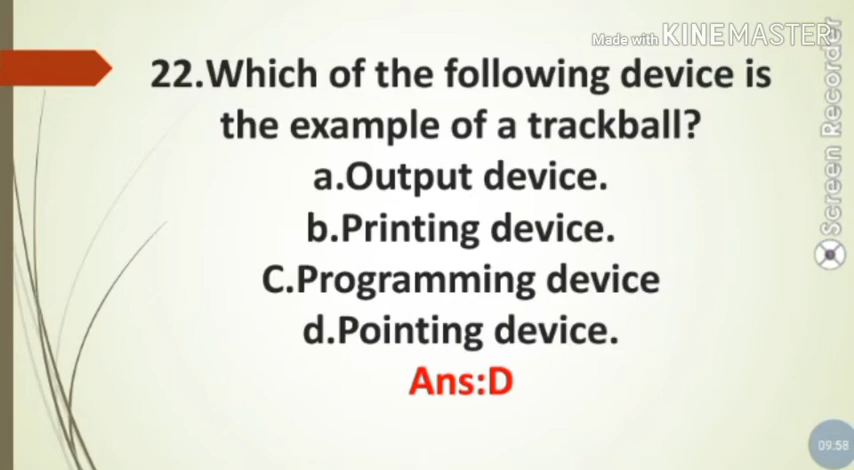 Made with KINEMASTER
22.Which of the following device is
the example of a trackball?
a.Output device.
b.Printing device.
C.Programming device
d.Pointing device.
Ans:D
Screen Recorder
09:58